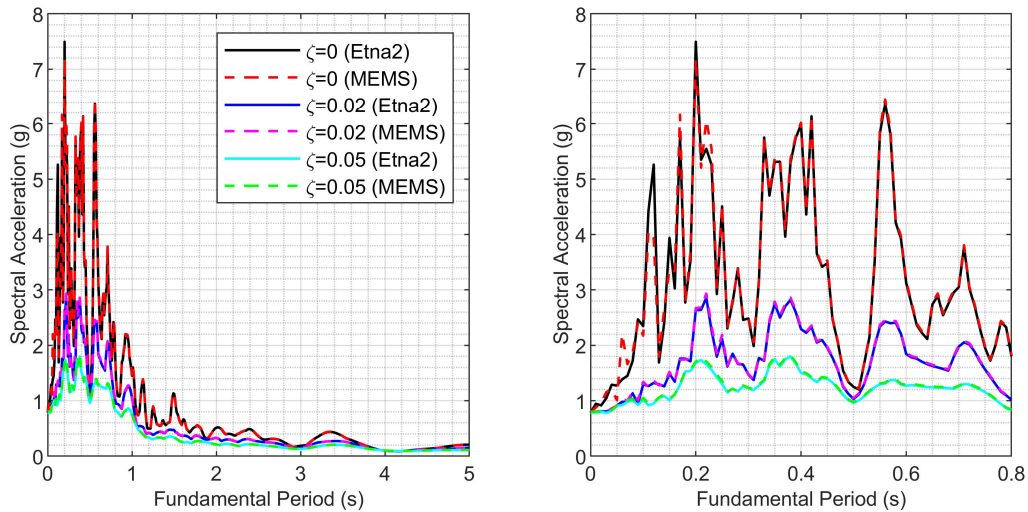 8
7
6
5
4
3
2
1
0
Spectral Acceleration (g)
0 1 2 3 4 5
Fundamental Period (s)
ζ=0 (Etna2)
ζ=0 (MEMS)
ζ=0.02 (Etna2)
ζ=0.02 (MEMS)
ζ=0.05 (Etna2)
ζ=0.05 (MEMS)
8
7
6
5
4
3
2
1
0
Spectral Acceleration (g)
0 0.2 0.4 0.6 0.8
Fundamental Period (s)